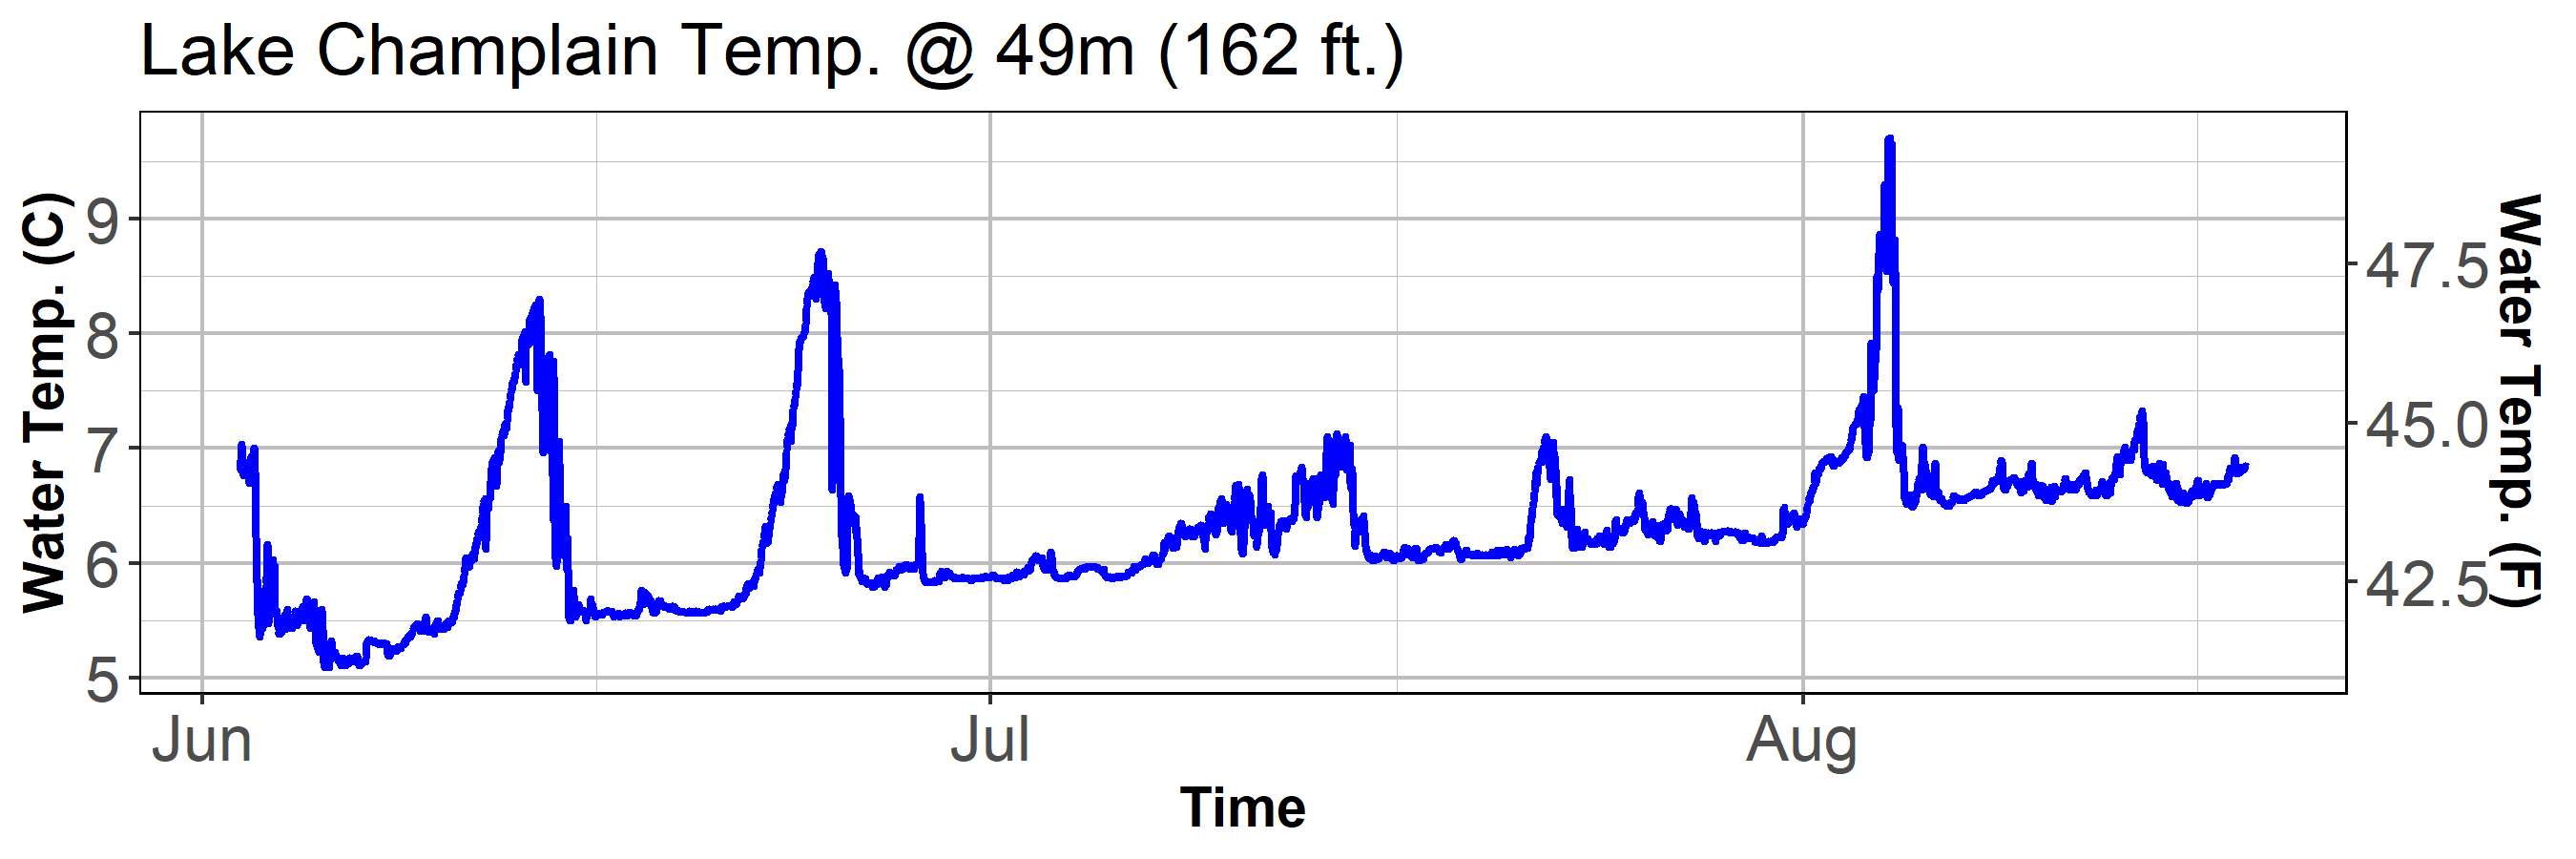 Lake Champlain Temp. @ 49m (162 ft.)
Water Temp. (C)
9
8
7
6
5
47.5
45.0
42.5
Water Temp. (F)
Jun Jul Aug
Time